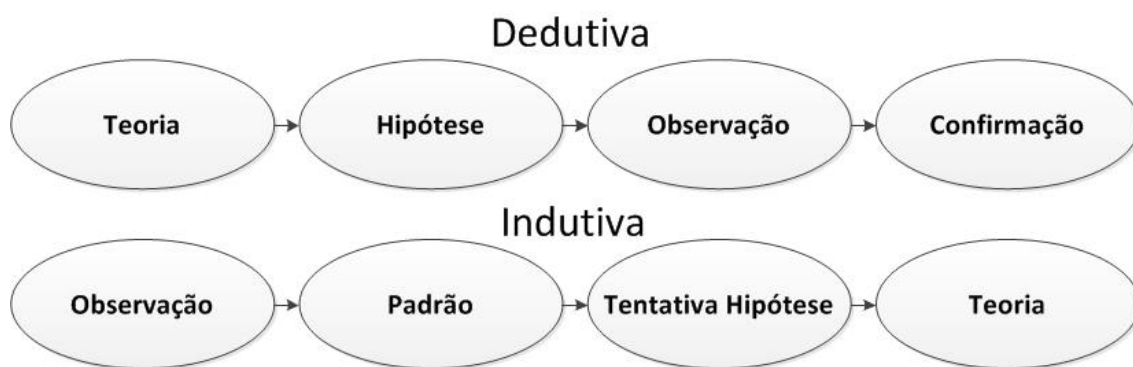 Dedutiva
Teoria
Hipótese
Observação
Confirmação
Indutiva
Observação
Padrão
Tentativa Hipótese
Teoria